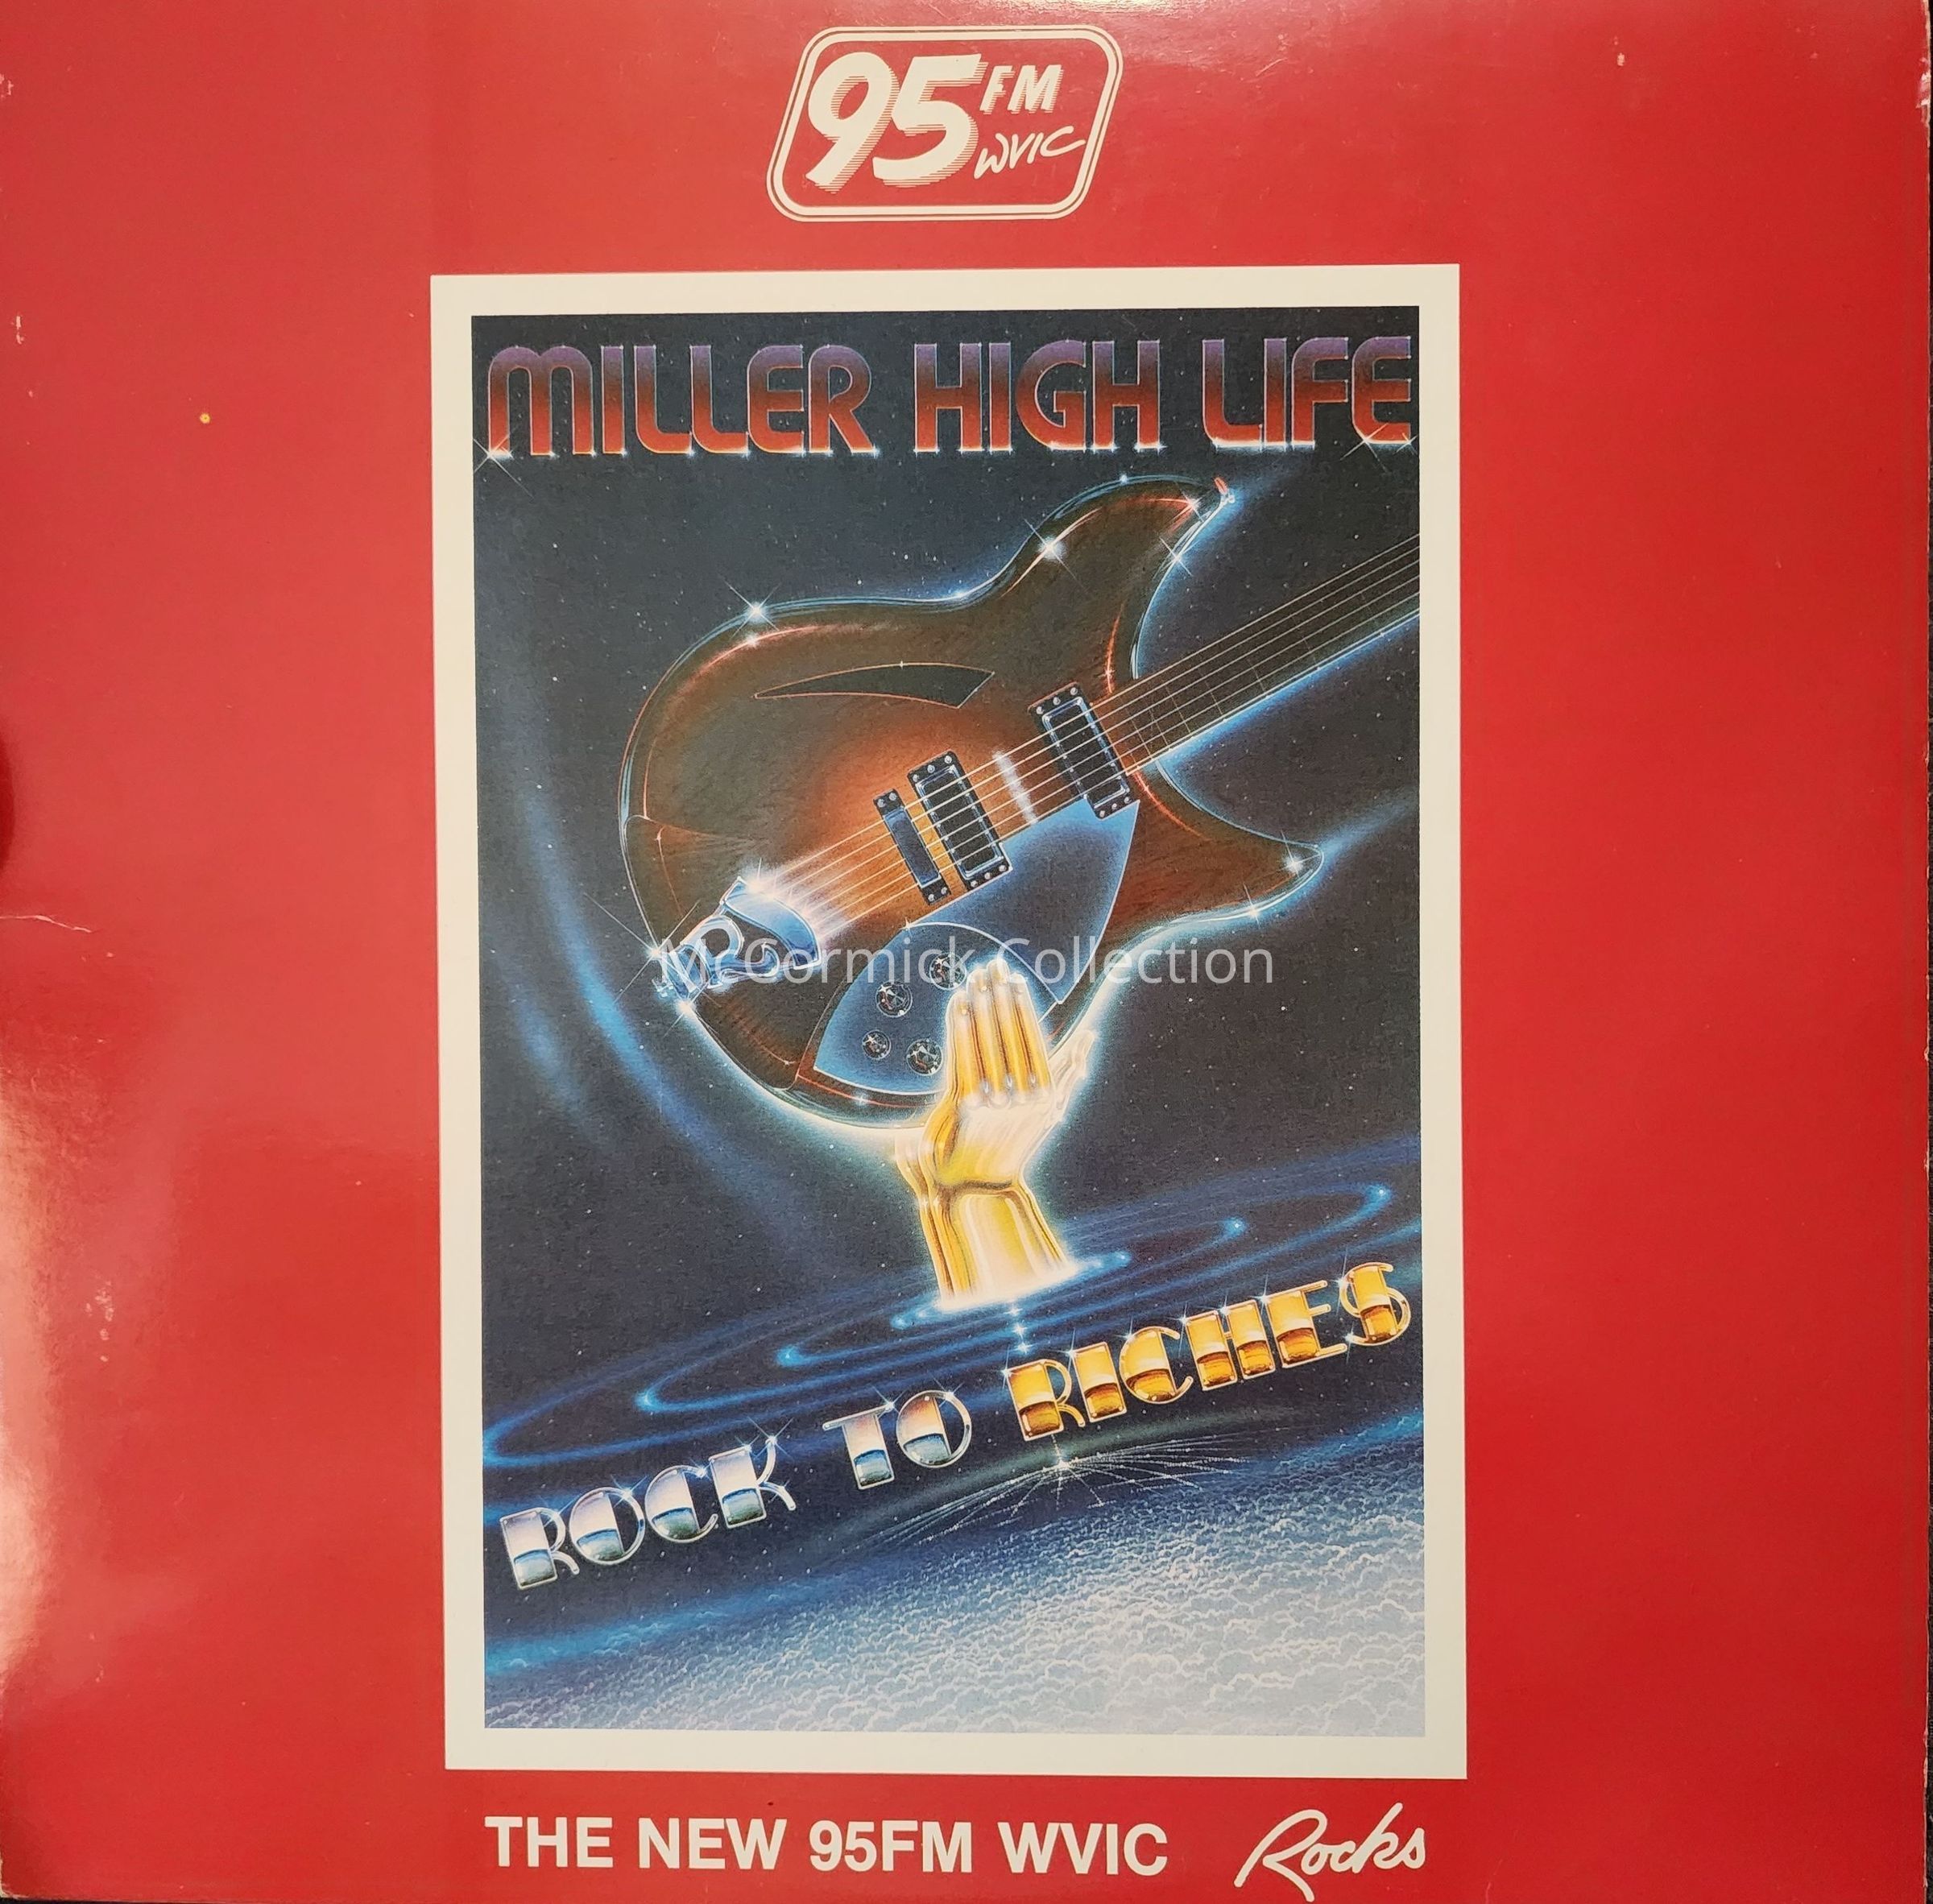 95 FM
WVIC
MILLER HIGH LIFE
R
McCormick Collection
ROCK TO RICHES
THE NEW 95FM WVIC Rocks